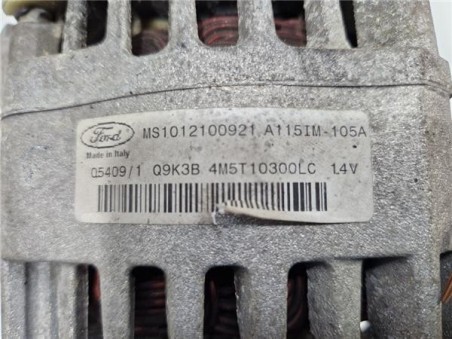 Ford MS1012100921 A115IM-105A
Made in Italy
05409/1 Q9K3B 4M5T10300LC 14V